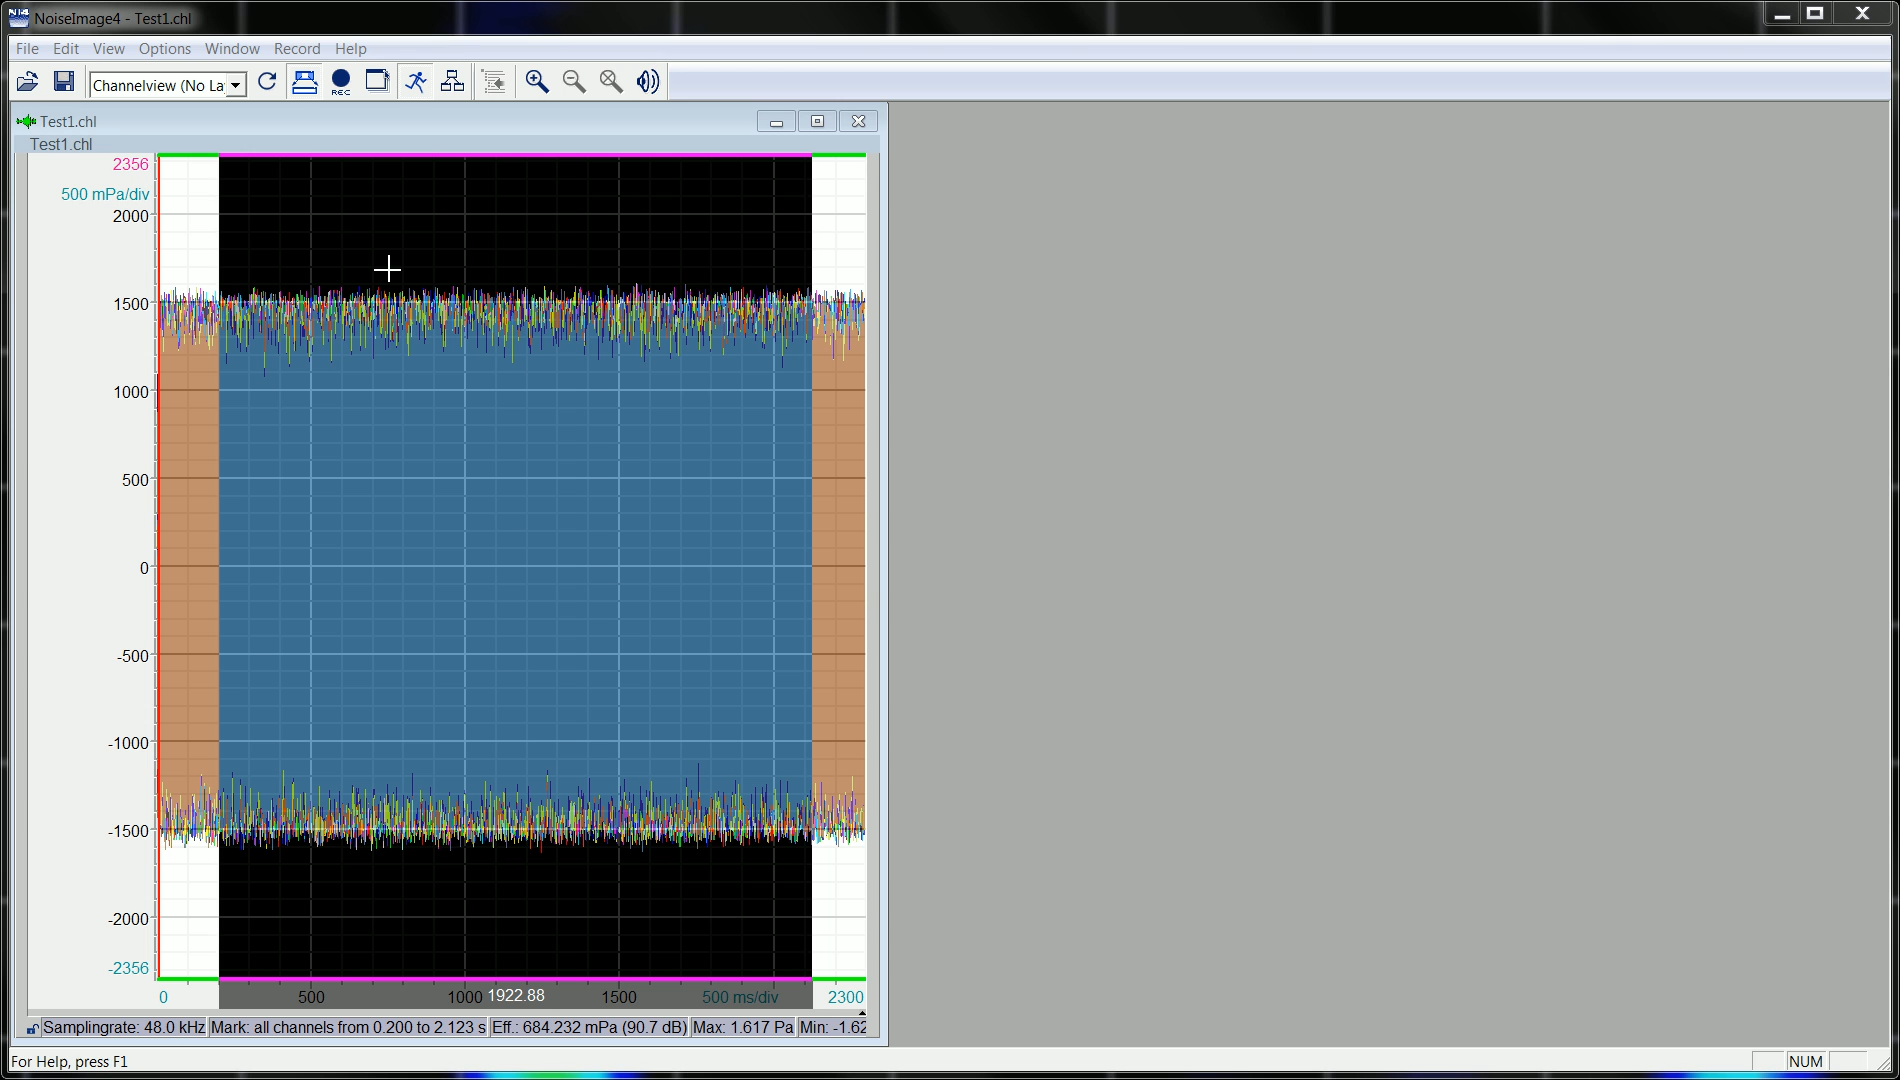 NoiseImage4 - Test1.chl
File Edit View Options Window Record Help
Channelview (No La
REC
Test1.chl
Test1.chl
2356
500 mPa/div
2000
1500
1000
500
0
-500
-1000
-1500
-2000
-2356
0 500 1000 1922.88 1500 500 ms/div 2300
Samplingrate: 48.0 kHz Mark: all channels from 0.200 to 2.123 s Eff.: 684.232 mPa (90.7 dB) Max: 1.617 Pa Min: -1.62
For Help, press F1 NUM